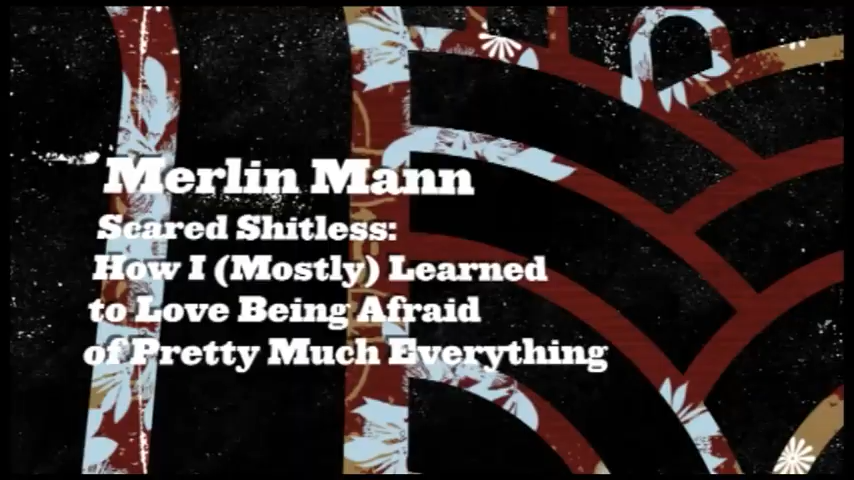 Merlin Mann
Scared Shitless:
How I (Mostly) Learned
to Love Being Afraid
of Pretty Much Everything